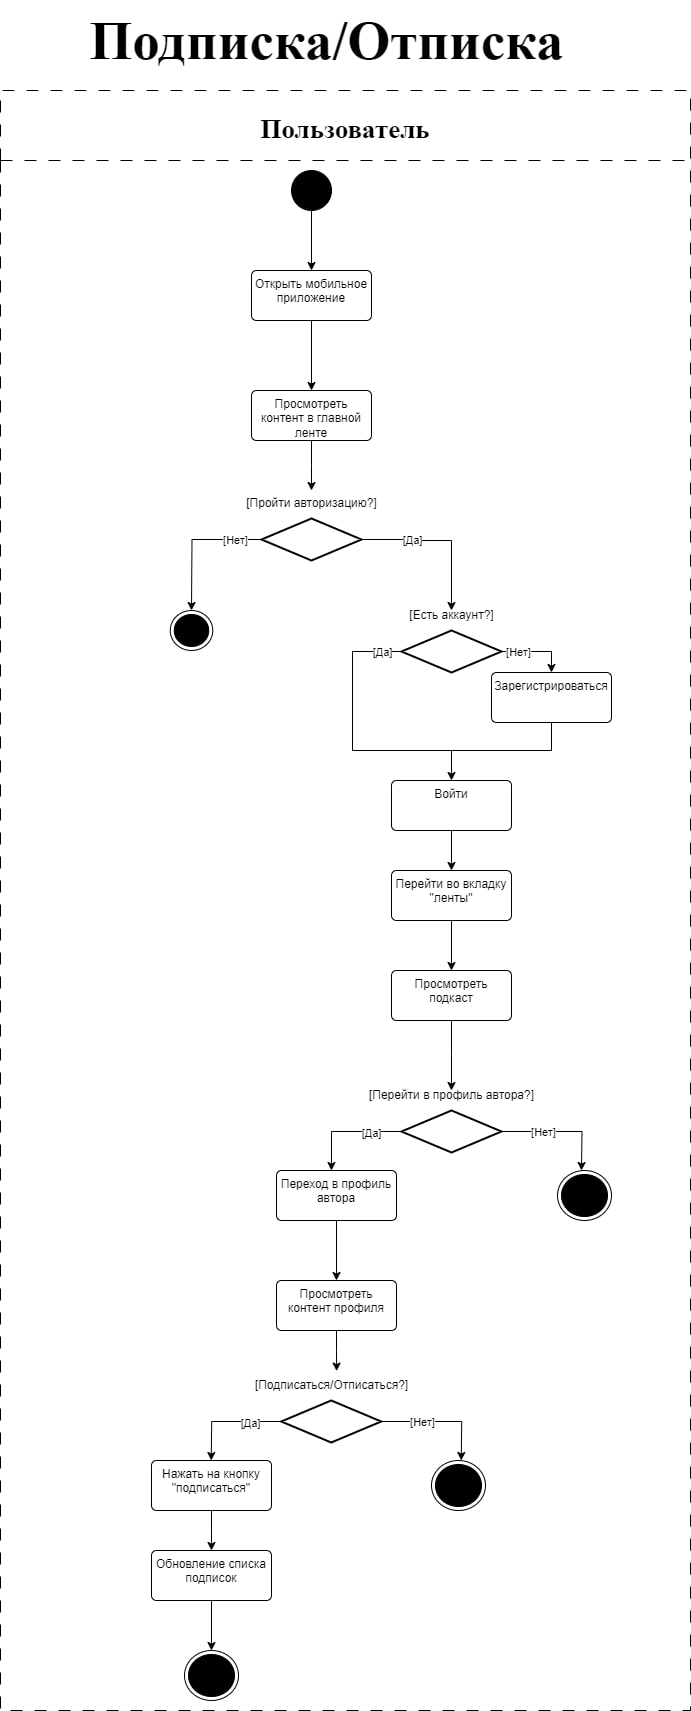 Подписка/Отписка
Пользователь
Открыть мобильное
приложение
Просмотреть
контент в главной
ленте
[Пройти авторизацию?]
[Нет]
[Да]
[Есть аккаунт?]
[Да]
[Нет]
Зарегистрироваться
Войти
Перейти во вкладку
"ленты"
Просмотреть
подкаст
[Перейти в профиль автора?]
[Да]
[Нет]
Переход в профиль
автора
Просмотреть
контент профиля
[Подписаться/Отписаться?]
[Да]
[Нет]
Нажать на кнопку
"подписаться"
Обновление списка
подписок